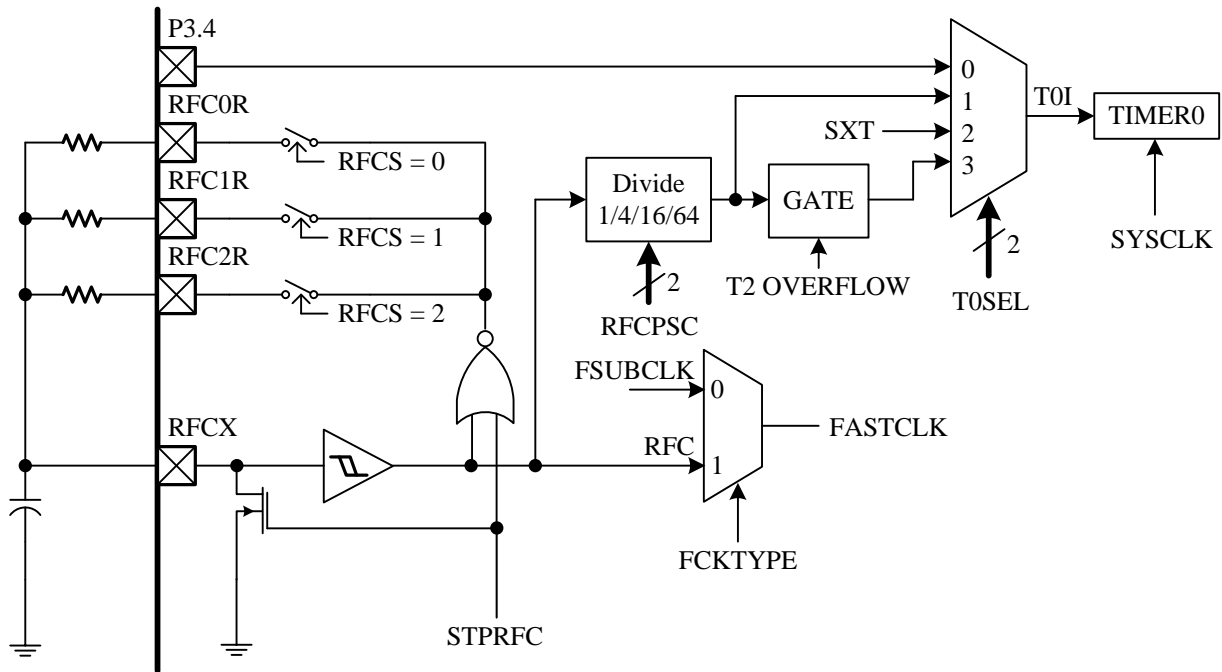 P3.4
RFC0R
RFCS = 0
RFC1R
RFCS = 1
RFC2R
RFCS = 2
RFCX
STPRFC
Divide
1/4/16/64
2
RFCPSC
GATE
T2 OVERFLOW
SXT
0
1
2
3
2
T0SEL
T0I
TIMER0
SYSCLK
FSUBCLK
0
RFC
1
FASTCLK
FCKTYPE